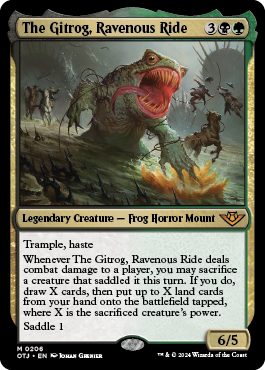 The Gitrog, Ravenous Ride 3
Legendary Creature — Frog Horror Mount
Trample, haste
Whenever The Gitrog, Ravenous Ride deals
combat damage to a player, you may sacrifice
a creature that saddled it this turn. If you do,
draw X cards, then put up to X land cards
from your hand onto the battlefield tapped,
where X is the sacrificed creature's power.
Saddle 1
6/5
M 0206
OTJ • EN Johan Grenier
™ & © 2024 Wizards of the Coast